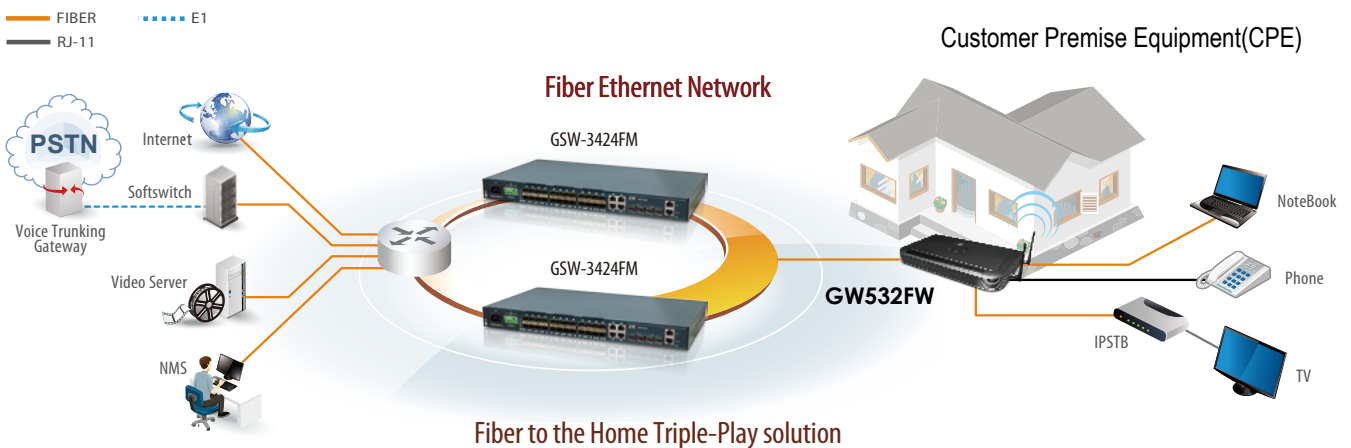 FIBER
E1
RJ-11
Customer Premise Equipment(CPE)
Fiber Ethernet Network
PSTN
Internet
GSW-3424FM
Softswitch
NoteBook
Voice Trunking
Gateway
GSW-3424FM
Video Server
GW532FW
Phone
IPSTB
NMS
TV
Fiber to the Home Triple-Play solution